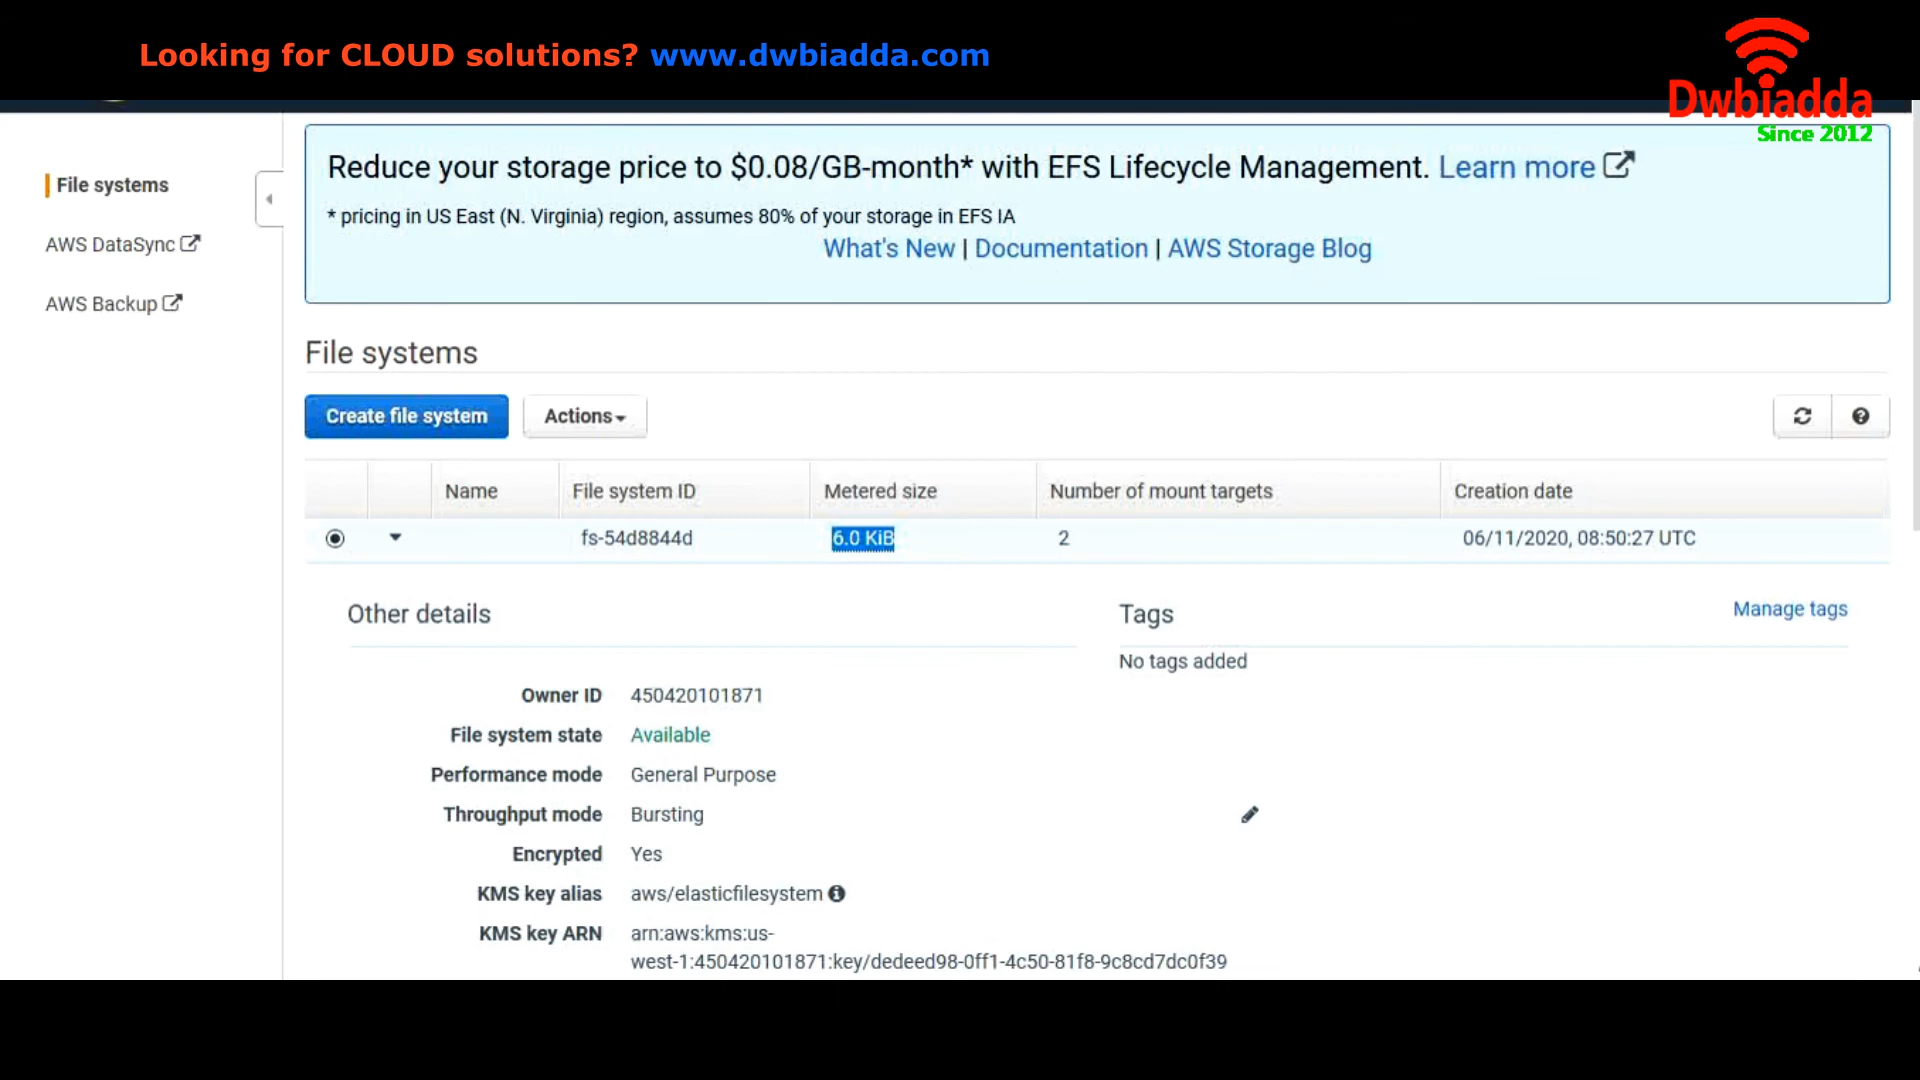 Looking for CLOUD solutions? www.dwbiadda.com
Dwbiadda
Since 2012
File systems
AWS DataSync
AWS Backup
Reduce your storage price to $0.08/GB-month* with EFS Lifecycle Management. Learn more
* pricing in US East (N. Virginia) region, assumes 80% of your storage in EFS IA
What's New | Documentation | AWS Storage Blog
File systems
Create file system Actions
Name File system ID Metered size Number of mount targets Creation date
fs-54d8844d 6.0 KiB 2 06/11/2020, 08:50:27 UTC
Other details
Tags Manage tags
No tags added
Owner ID 450420101871
File system state Available
Performance mode General Purpose
Throughput mode Bursting
Encrypted Yes
KMS key alias aws/elasticfilesystem
KMS key ARN arn:aws:kms:us-
west-1:450420101871:key/dedeed98-0ff1-4c50-81f8-9c8cd7dc0f39